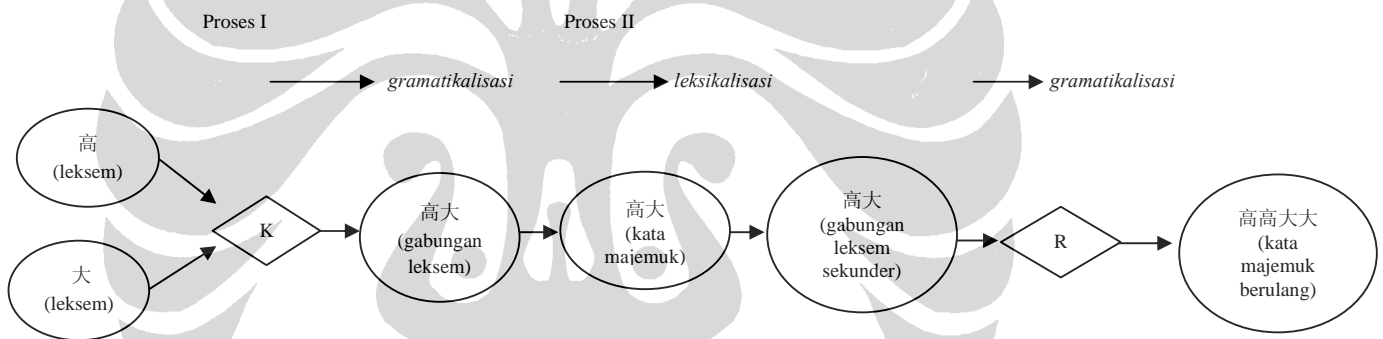 Proses I
Proses II
gramatikalisasi
leksikalisasi
gramatikalisasi
高
(leksem)
大
(leksem)
K
高大
(gabungan
leksem)
高大
(kata
majemuk)
高大
(gabungan
leksem
sekunder)
R
高高大大
(kata
majemuk
berulang)